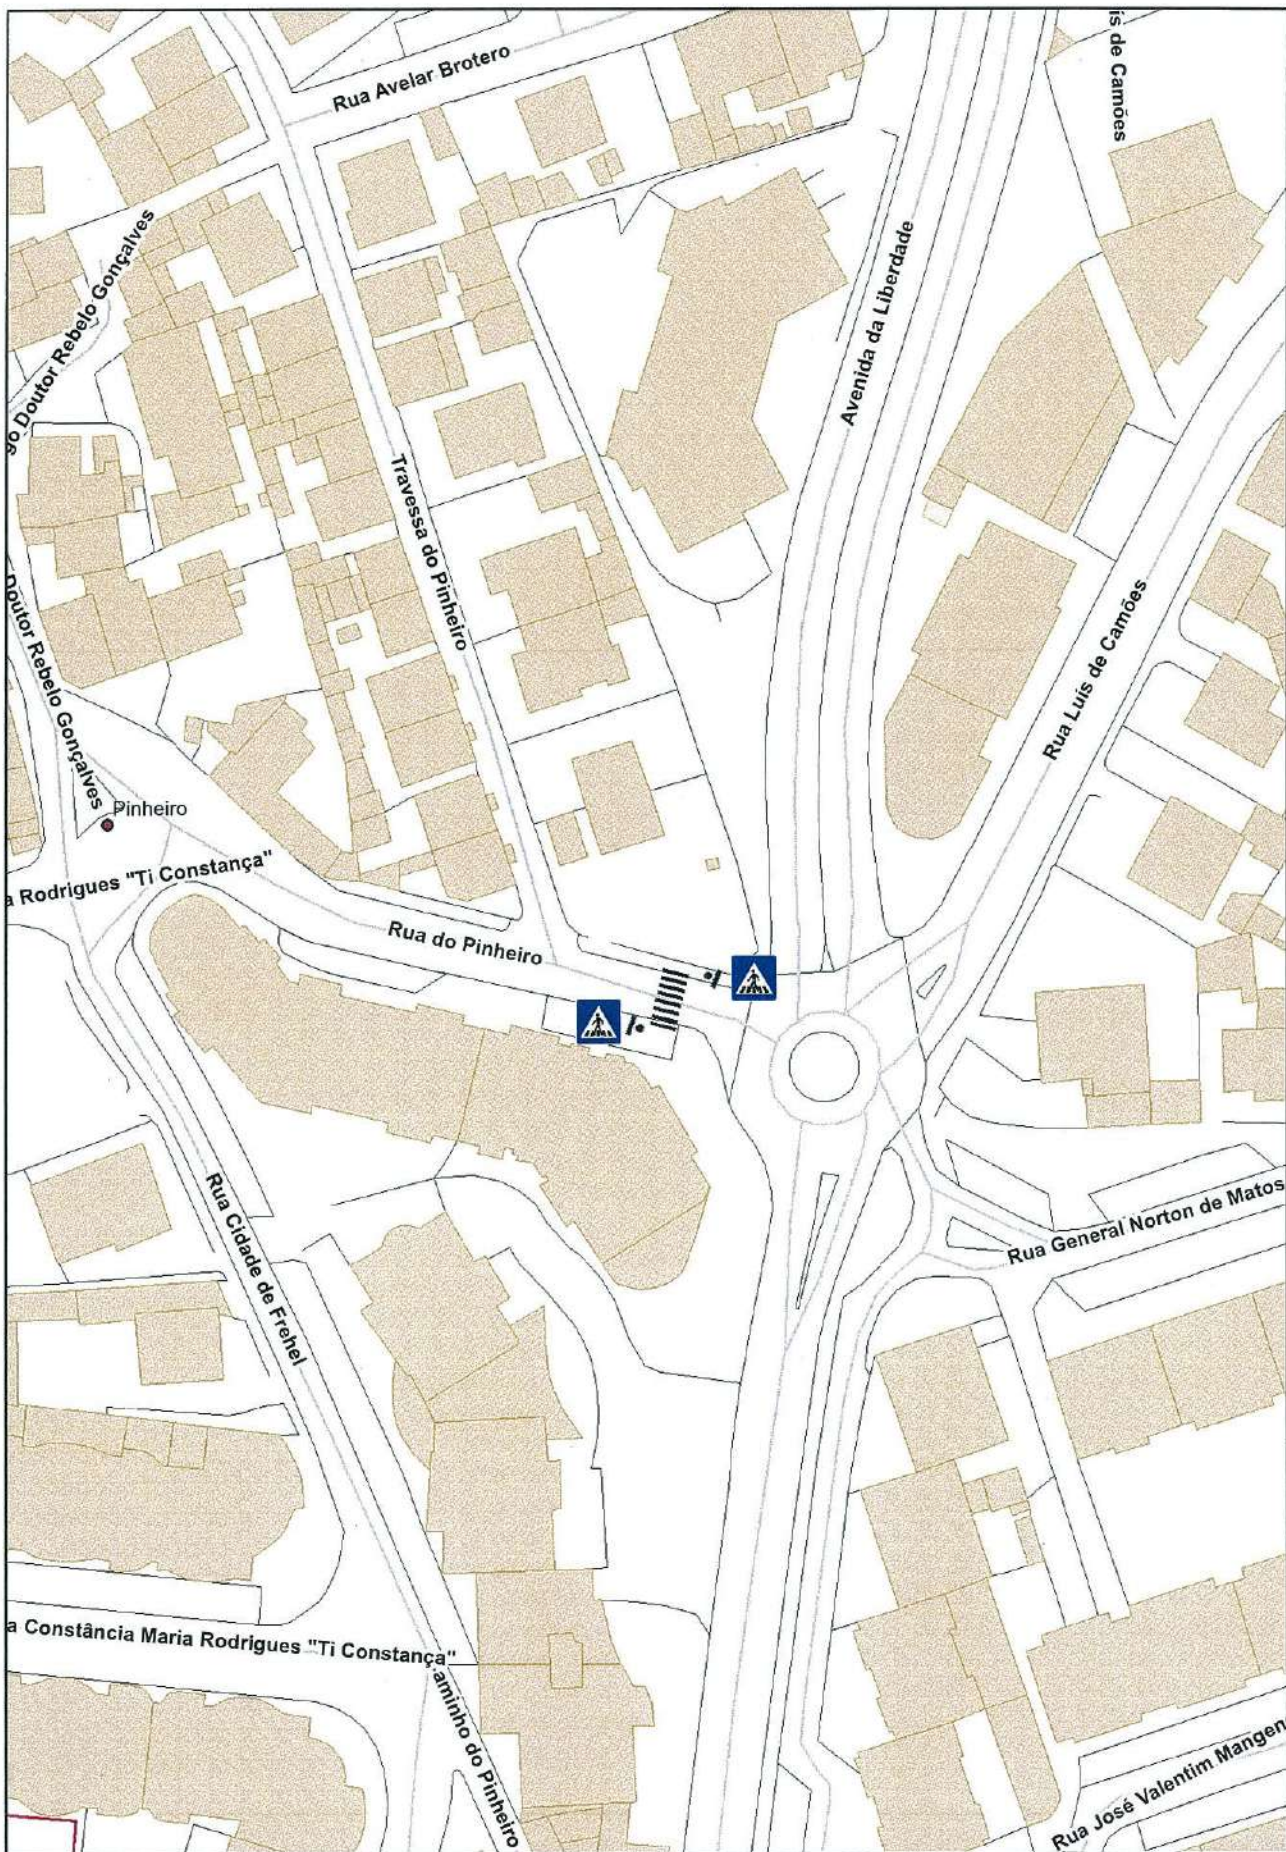 Rua Avelar Brotero
ís de Camões
go Doutor Rebelo Gonçalves
Avenida da Liberdade
Travessa do Pinheiro
Doutor Rebelo Gonçalves
Rua Luís de Camões
Pinheiro
a Rodrigues "Ti Constança"
Rua do Pinheiro
Rua Cidade de Frehel
Rua General Norton de Matos
a Constância Maria Rodrigues "Ti Constança"
aminho do Pinheiro
Rua José Valentim Mangen